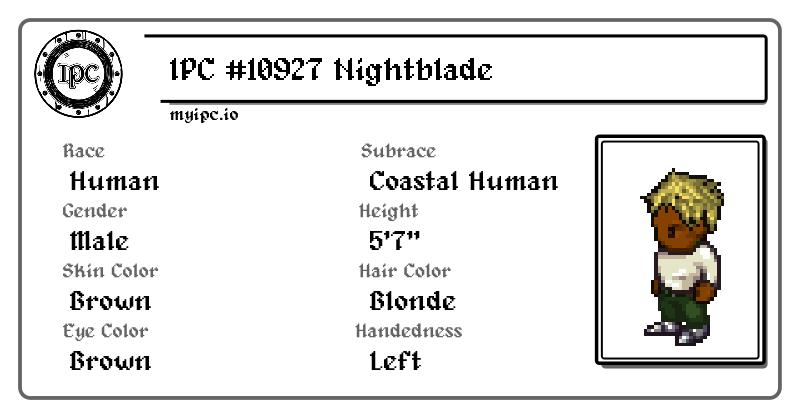 IPC
IPC #10927 Nightblade
myipc.io
Race
Subrace
Human
Coastal Human
Gender
Height
Male
5'7"
Skin Color
Hair Color
Brown
Blonde
Eye Color
Handedness
Brown
Left